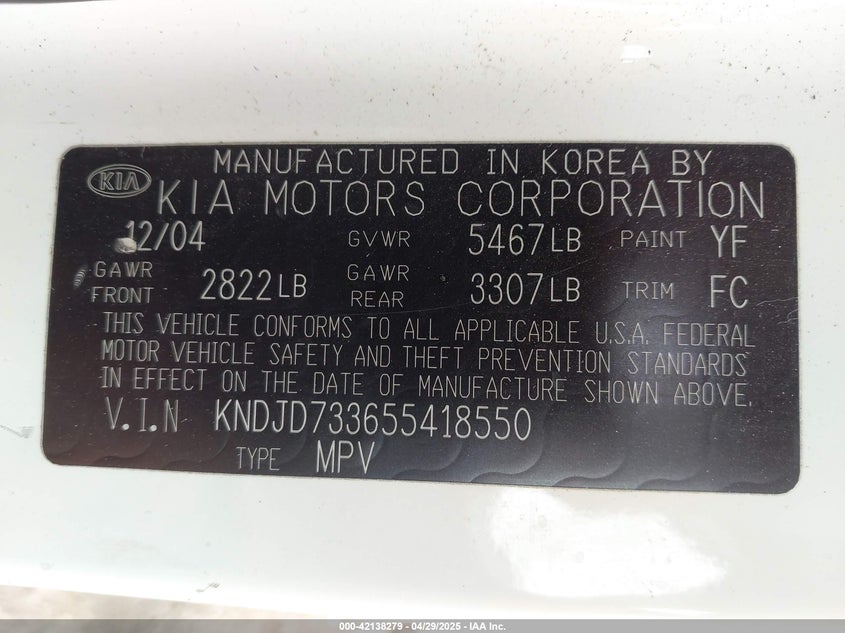 MANUFACTURED IN KOREA BY
KIA KIA MOTORS CORPORATION
12/04 GVWR 5467LB PAINT YF
GAWR FRONT 2822LB GAWR REAR 3307LB TRIM FC
THIS VEHICLE CONFORMS TO ALL APPLICABLE U.S.A. FEDERAL
MOTOR VEHICLE SAFETY AND THEFT PREVENTION STANDARDS
IN EFFECT ON THE DATE OF MANUFACTURE SHOWN ABOVE.
V.I.N KNDJD733655418550
TYPE MPV
000-42138279 - 04/29/2025 - IAA Inc.